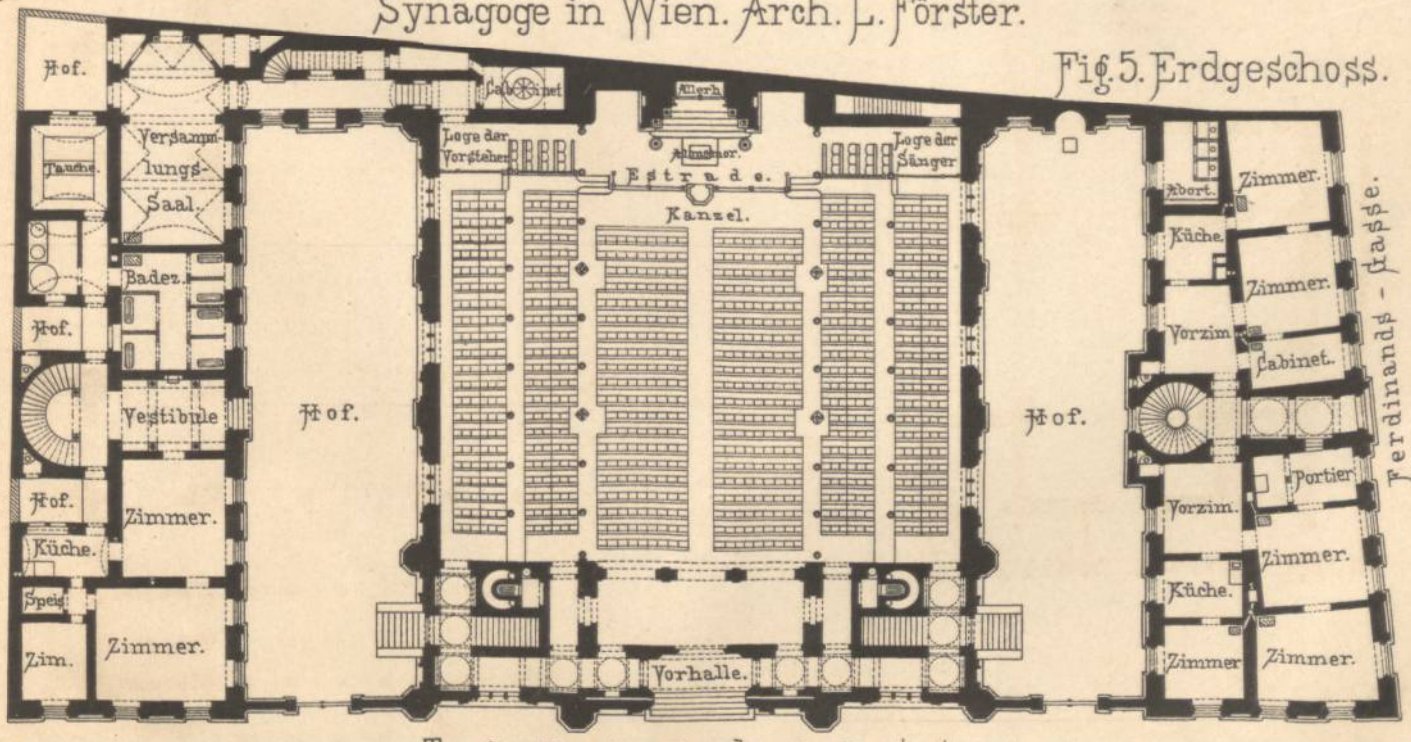 Synagoge in Wien. Arch. L. Förster.
Fig. 5. Erdgeschoss.
Hof.
Versamm-
lungs-
Saal.
Tauche.
Badez.
Hof.
Vestibule
Hof.
Zimmer.
Küche.
Speis
Zim.
Zimmer.
Hof.
Cabinet
Allerh.
Loge der
Vorsteher
Loge der
Sänger
Estrade.
Kanzel.
Vorhalle.
Hof.
Abort.
Zimmer.
Küche
Zimmer.
Vorzim
Cabinet.
Portier
Vorzim.
Zimmer.
Küche.
Zimmer
Zimmer.
Ferdinands - Gasse.